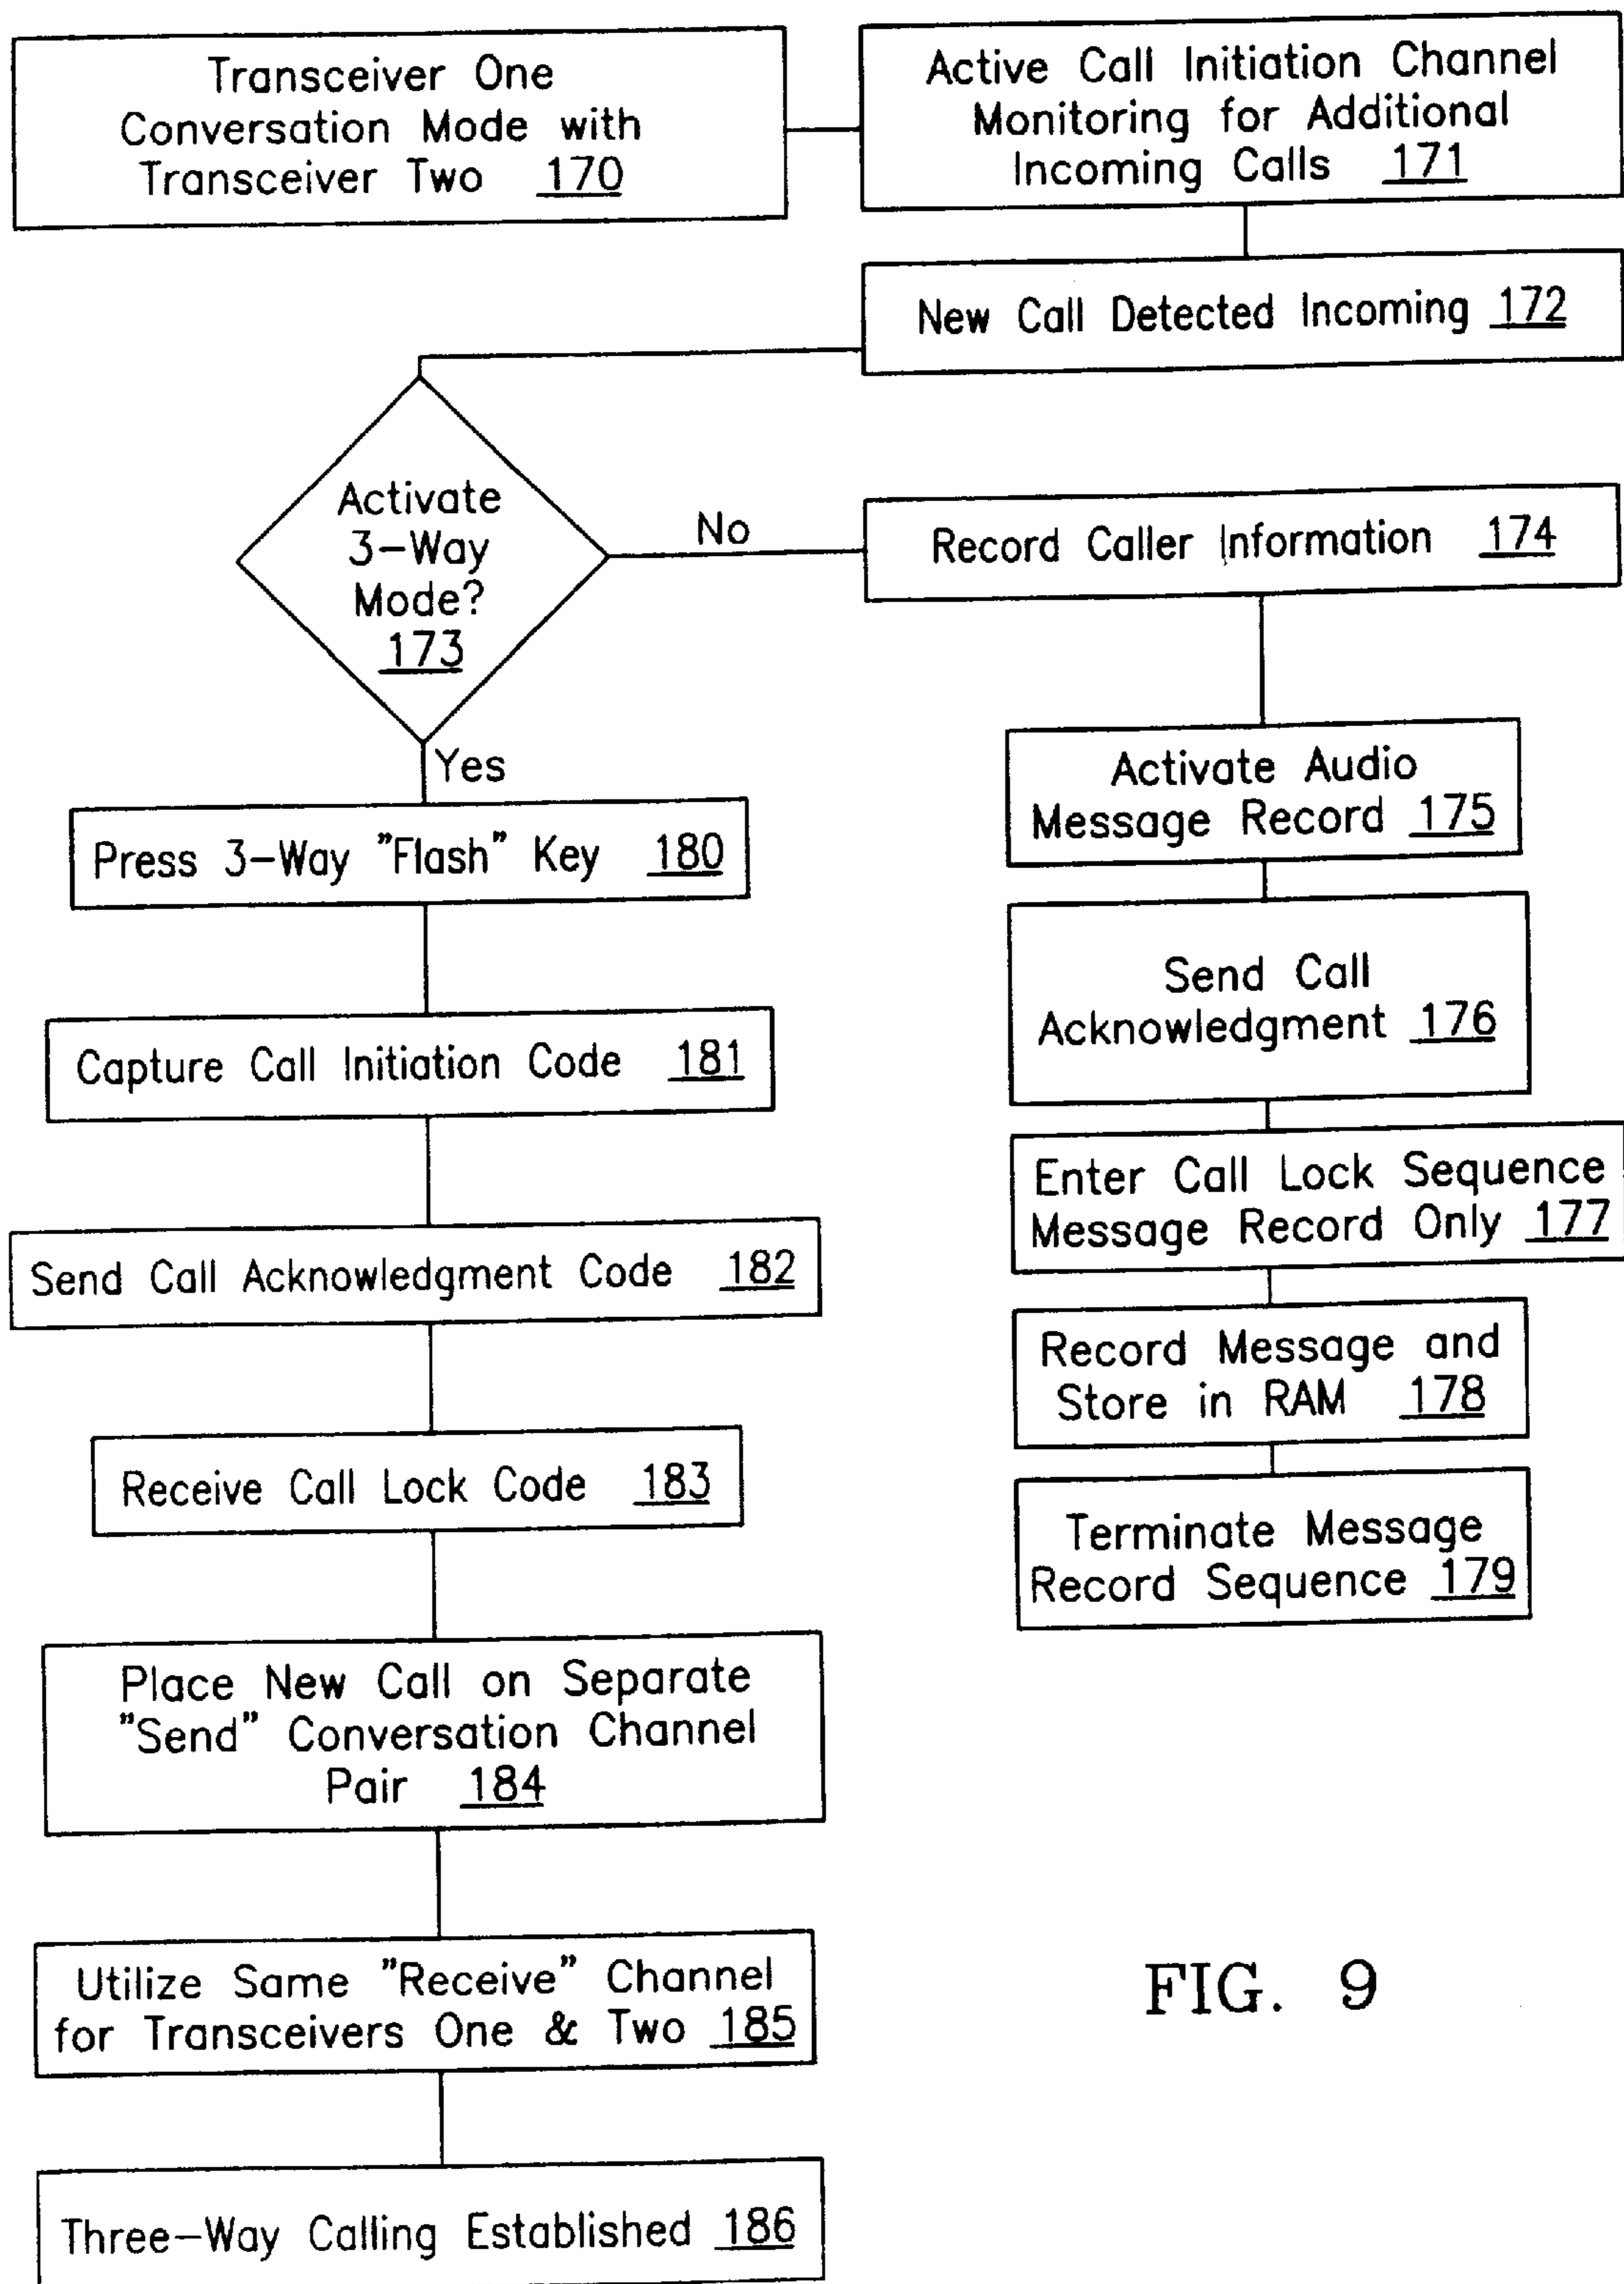 Transceiver One
Conversation Mode with
Transceiver Two 170
Active Call Initiation Channel
Monitoring for Additional
Incoming Calls 171
New Call Detected Incoming 172
Activate
3-Way
Mode?
173
No
Record Caller Information 174
Activate Audio
Message Record 175
Send Call
Acknowledgment 176
Enter Call Lock Sequence
Message Record Only 177
Record Message and
Store in RAM 178
Terminate Message
Record Sequence 179
Yes
Press 3-Way "Flash" Key 180
Capture Call Initiation Code 181
Send Call Acknowledgment Code 182
Receive Call Lock Code 183
Place New Call on Separate
"Send" Conversation Channel
Pair 184
Utilize Same "Receive" Channel
for Transceivers One & Two 185
Three-Way Calling Established 186
FIG. 9